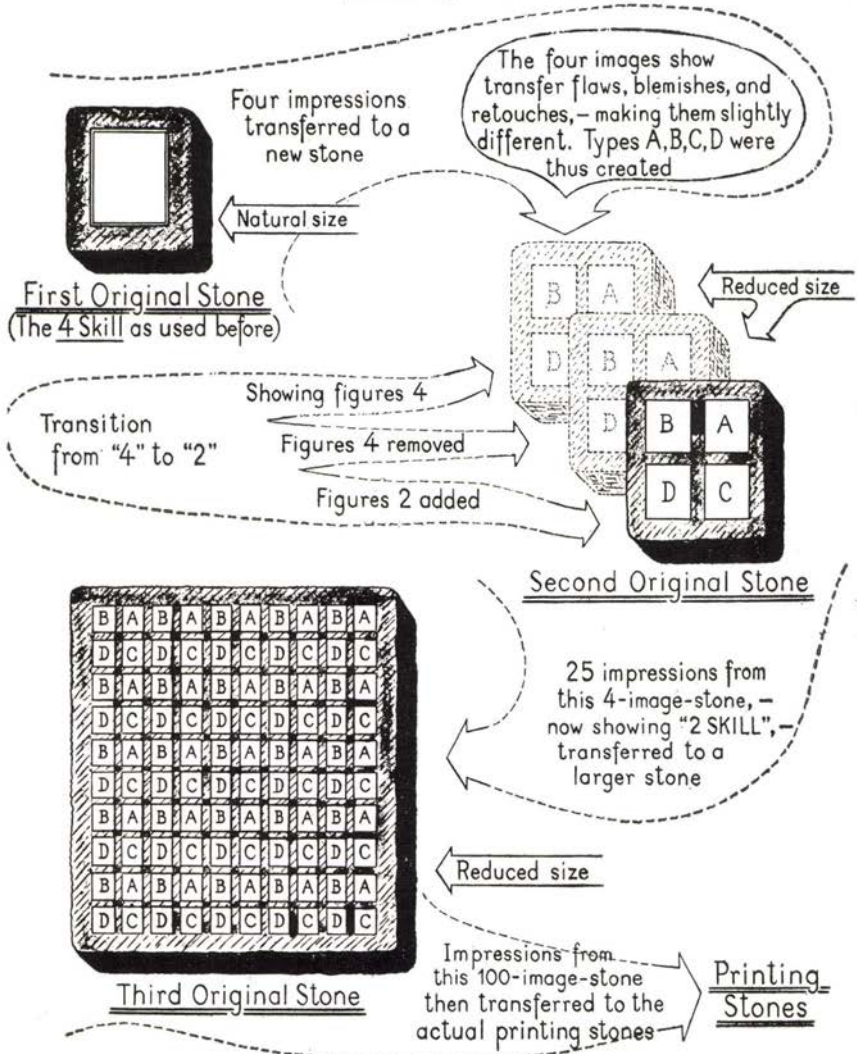 Four impressions
transferred to a
new stone
The four images show
transfer flaws, blemishes, and
retouches,– making them slightly
different. Types A,B,C,D were
thus created
Natural size
First Original Stone
(The 4 Skill as used before)
B A
D B A
D
B A
D C
Reduced size
Transition
from "4" to "2"
Showing figures 4
Figures 4 removed
Figures 2 added
Second Original Stone
B A B A B A B A B A
D C D C D C D C D C
B A B A B A B A B A
D C D C D C D C D C
B A B A B A B A B A
D C D C D C D C D C
B A B A B A B A B A
D C D C D C D C D C
B A B A B A B A B A
D C D C D C D C D C
25 impressions from
this 4-image-stone,–
now showing "2 SKILL",–
transferred to a
larger stone
Reduced size
Third Original Stone
Impressions from
this 100-image-stone
then transferred to the
actual printing stones
Printing
Stones